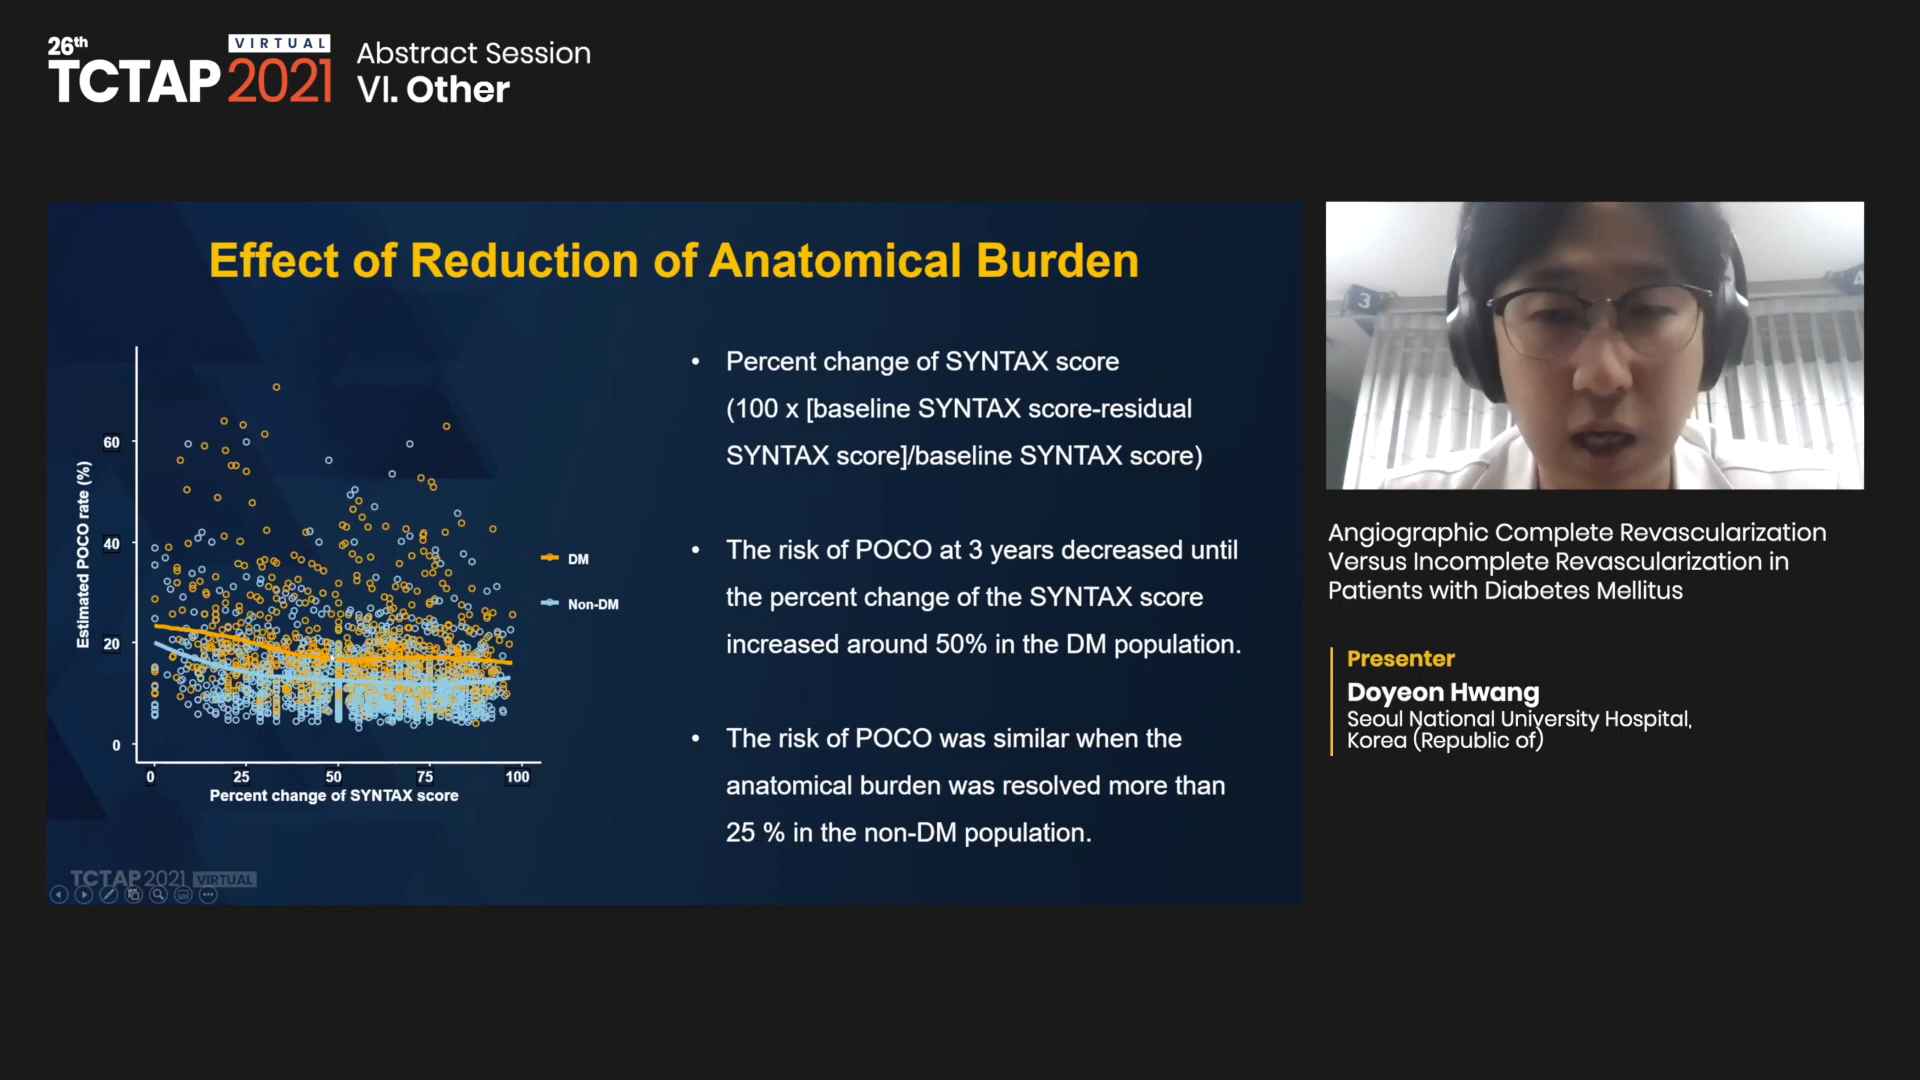 26th
VIRTUAL
TCTAP 2021
Abstract Session
VI. Other
Effect of Reduction of Anatomical Burden
60
40
20
0
Estimated POCO rate (%)
0 25 50 75 100
Percent change of SYNTAX score
DM
Non-DM
• Percent change of SYNTAX score
(100 x [baseline SYNTAX score-residual
SYNTAX score]/baseline SYNTAX score)
• The risk of POCO at 3 years decreased until
the percent change of the SYNTAX score
increased around 50% in the DM population.
• The risk of POCO was similar when the
anatomical burden was resolved more than
25 % in the non-DM population.
TCTAP 2021 VIRTUAL
3
Angiographic Complete Revascularization
Versus Incomplete Revascularization in
Patients with Diabetes Mellitus
Presenter
Doyeon Hwang
Seoul National University Hospital,
Korea (Republic of)